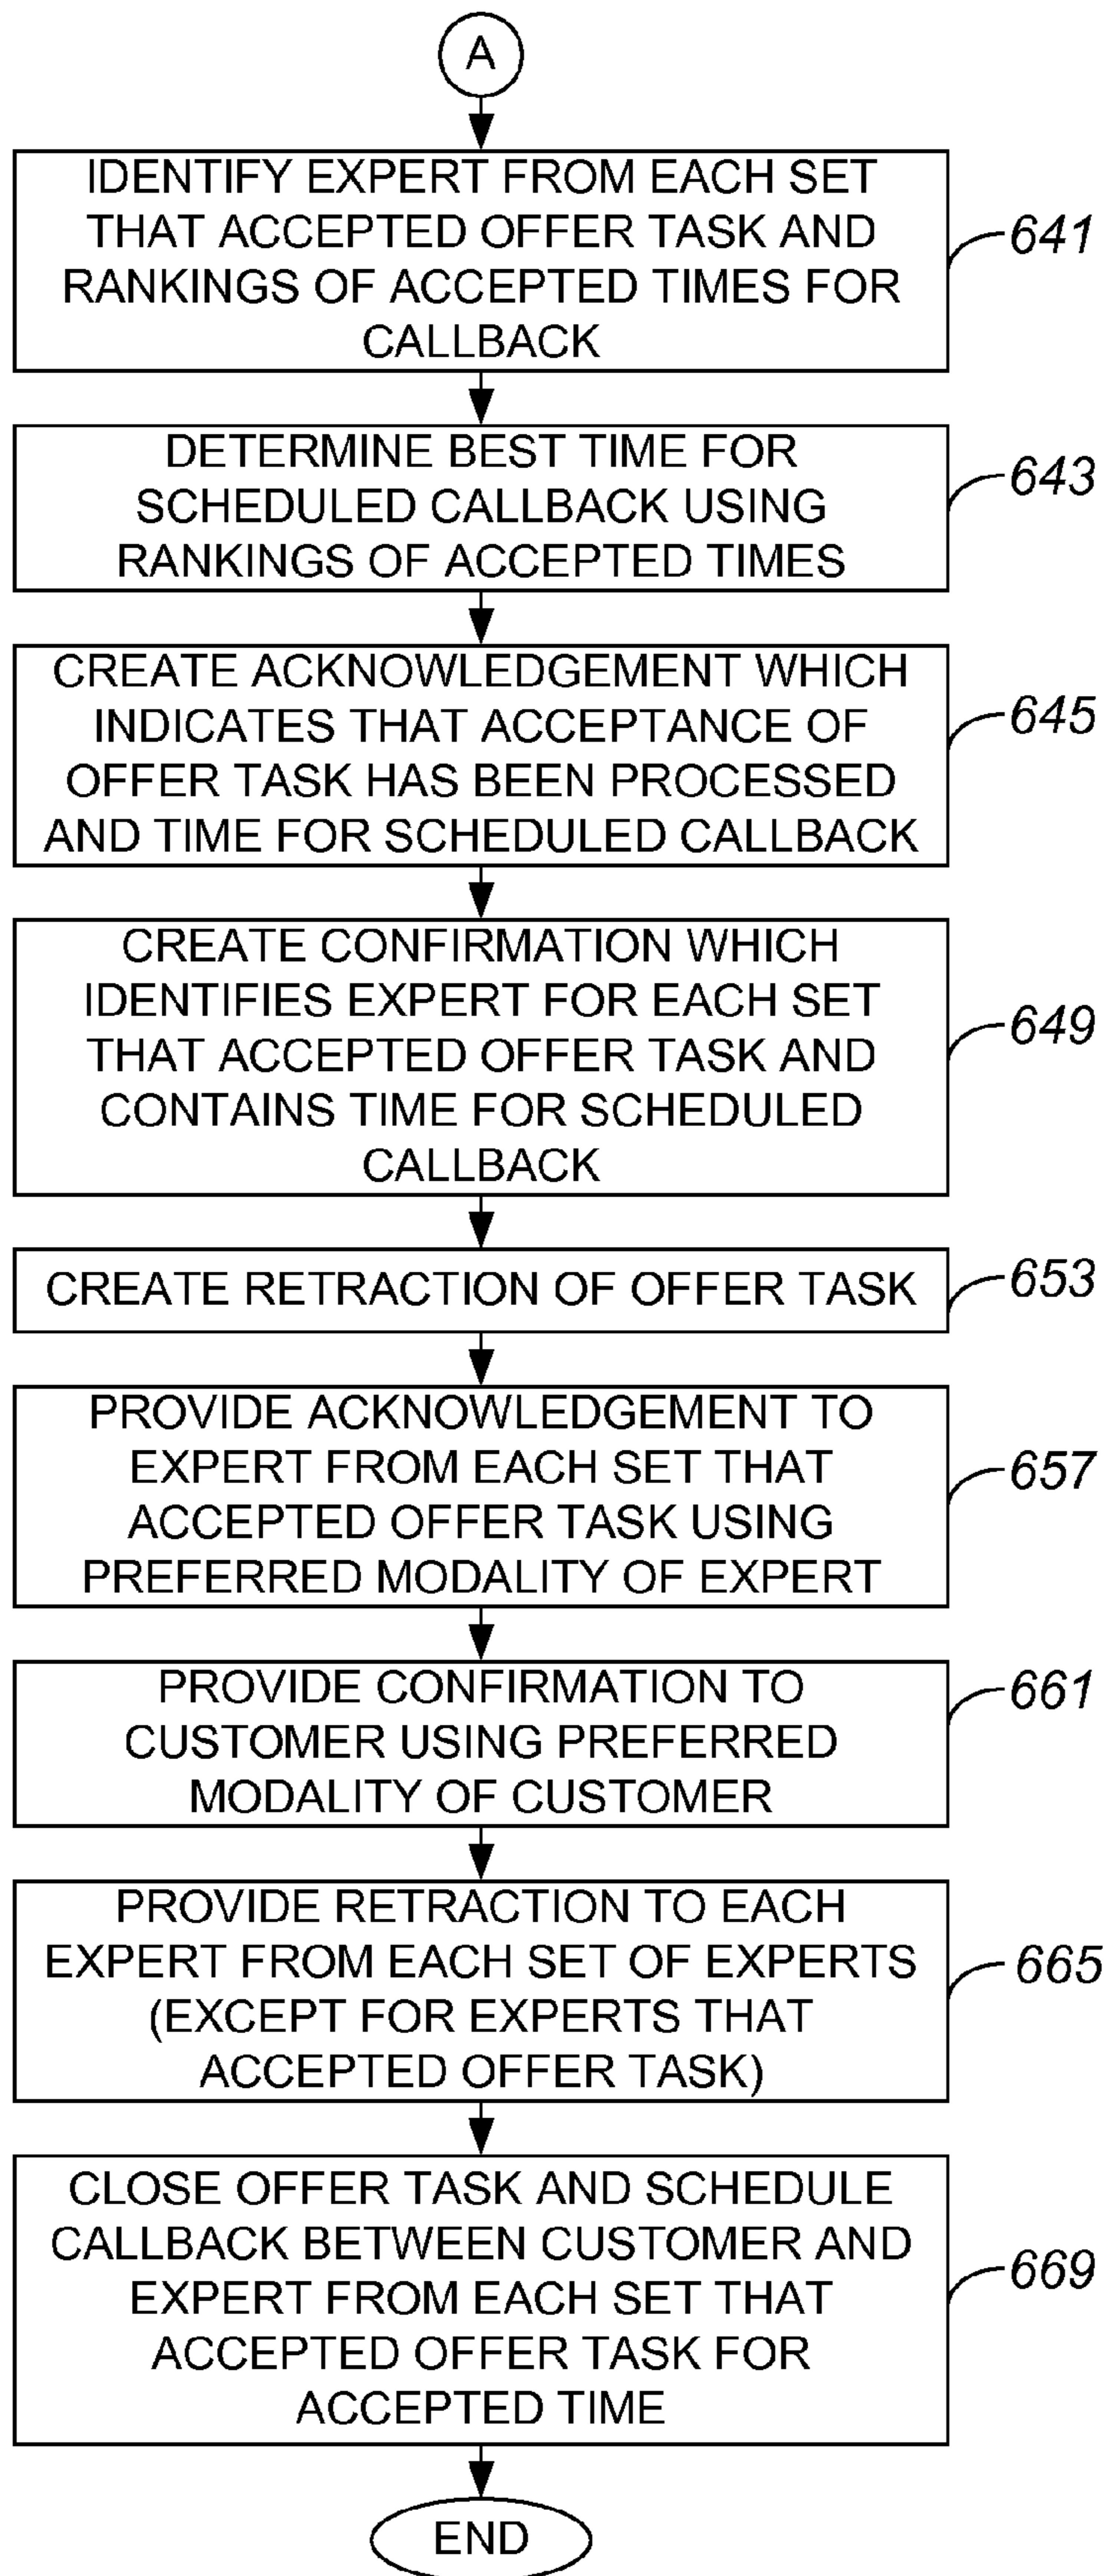 A
IDENTIFY EXPERT FROM EACH SET
THAT ACCEPTED OFFER TASK AND
RANKINGS OF ACCEPTED TIMES FOR
CALLBACK
641
DETERMINE BEST TIME FOR
SCHEDULED CALLBACK USING
RANKINGS OF ACCEPTED TIMES
643
CREATE ACKNOWLEDGEMENT WHICH
INDICATES THAT ACCEPTANCE OF
OFFER TASK HAS BEEN PROCESSED
AND TIME FOR SCHEDULED CALLBACK
645
CREATE CONFIRMATION WHICH
IDENTIFIES EXPERT FOR EACH SET
THAT ACCEPTED OFFER TASK AND
CONTAINS TIME FOR SCHEDULED
CALLBACK
649
CREATE RETRACTION OF OFFER TASK
653
PROVIDE ACKNOWLEDGEMENT TO
EXPERT FROM EACH SET THAT
ACCEPTED OFFER TASK USING
PREFERRED MODALITY OF EXPERT
657
PROVIDE CONFIRMATION TO
CUSTOMER USING PREFERRED
MODALITY OF CUSTOMER
661
PROVIDE RETRACTION TO EACH
EXPERT FROM EACH SET OF EXPERTS
(EXCEPT FOR EXPERTS THAT
ACCEPTED OFFER TASK)
665
CLOSE OFFER TASK AND SCHEDULE
CALLBACK BETWEEN CUSTOMER AND
EXPERT FROM EACH SET THAT
ACCEPTED OFFER TASK FOR
ACCEPTED TIME
669
END